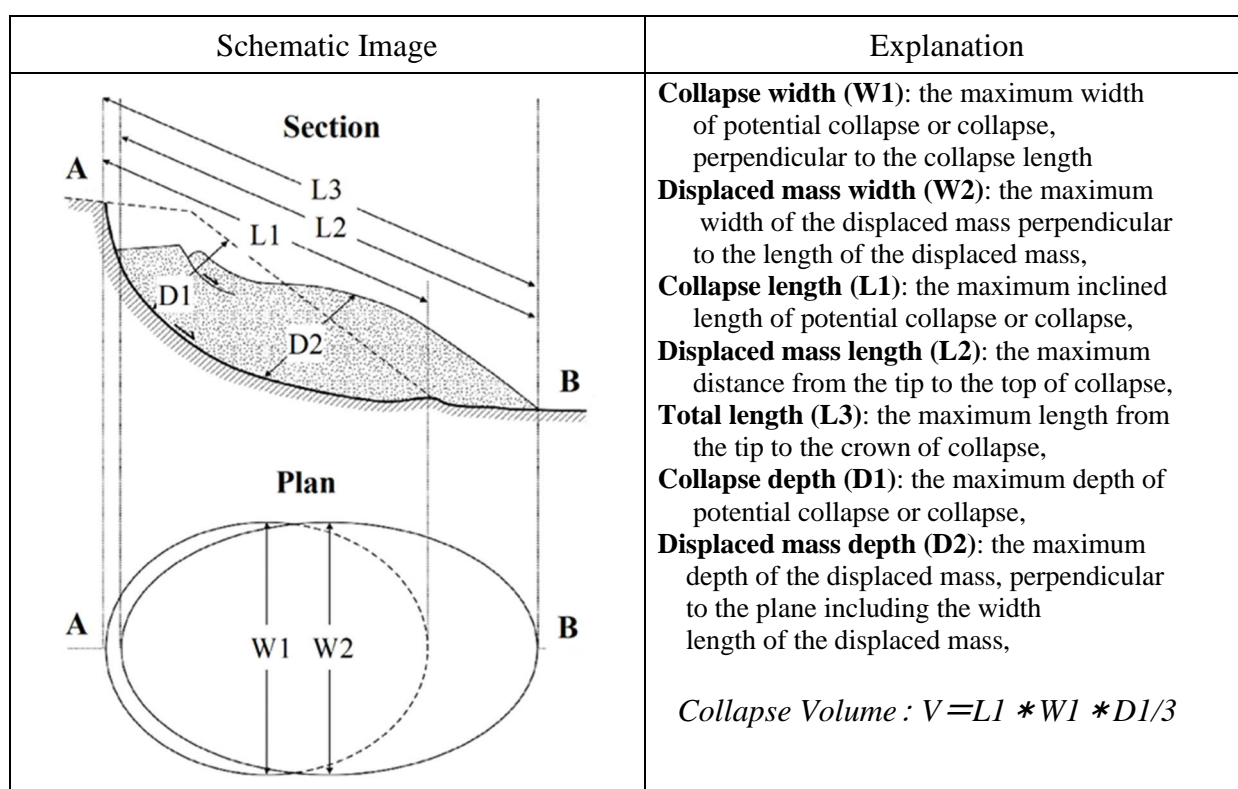 Schematic Image
Explanation
Section
A
L3
L1
L2
D1
D2
B
Plan
A
B
W1 W2
Collapse width (W1): the maximum width
of potential collapse or collapse,
perpendicular to the collapse length
Displaced mass width (W2): the maximum
width of the displaced mass perpendicular
to the length of the displaced mass,
Collapse length (L1): the maximum inclined
length of potential collapse or collapse,
Displaced mass length (L2): the maximum
distance from the tip to the top of collapse,
Total length (L3): the maximum length from
the tip to the crown of collapse,
Collapse depth (D1): the maximum depth of
potential collapse or collapse,
Displaced mass depth (D2): the maximum
depth of the displaced mass, perpendicular
to the plane including the width
length of the displaced mass,
Collapse Volume : V＝L1＊W1＊D1/3